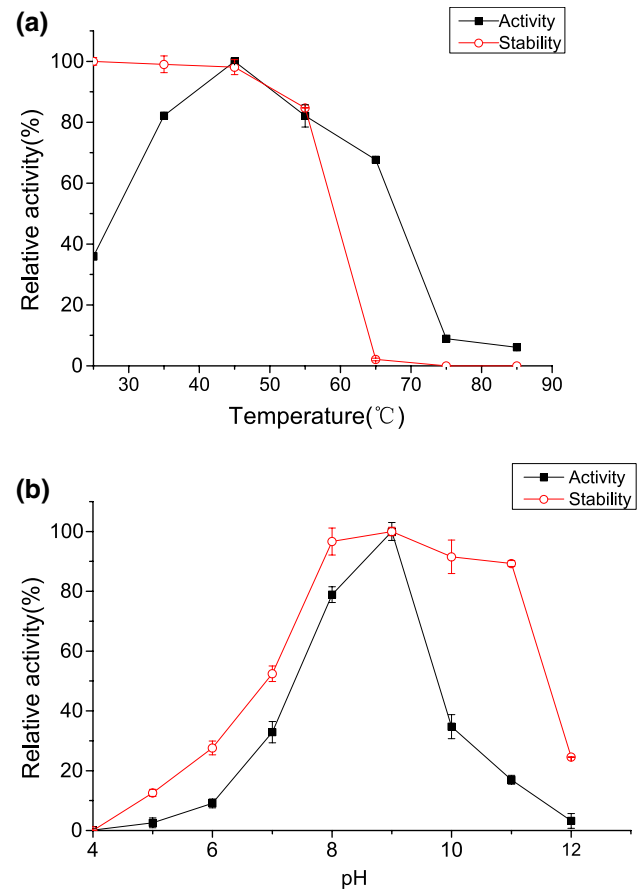 (a)
Activity
Stability
100
80
60
40
20
0
Relative activity(%)
30 40 50 60 70 80 90
Temperature(℃)
(b)
Activity
Stability
100
80
60
40
20
0
Relative activity(%)
4 6 8 10 12
pH